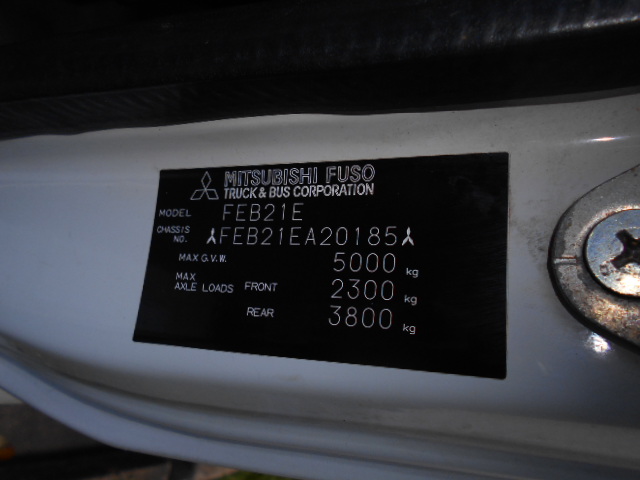 MITSUBISHI FUSO
TRUCK & BUS CORPORATION
MODEL FEB21E
CHASSIS NO. FEB21EA20185
MAX G.V.W. 5000 kg
MAX AXLE LOADS FRONT 2300 kg
REAR 3800 kg